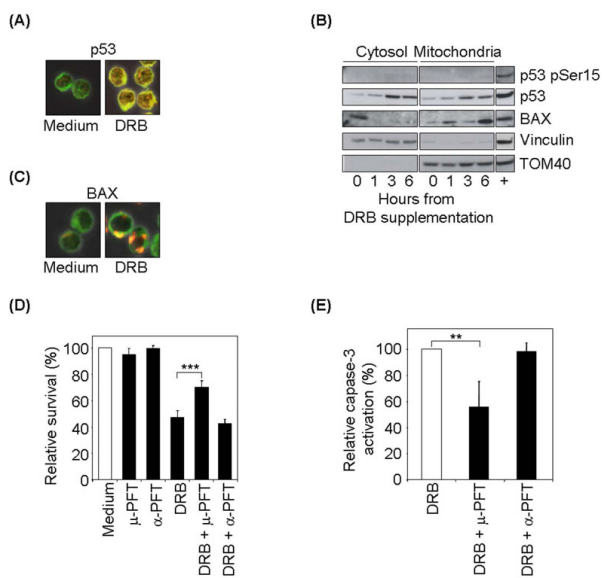 (A)
p53
Medium DRB
(B)
Cytosol Mitochondria
p53 pSer15
p53
BAX
Vinculin
TOM40
0 1 3 6 0 1 3 6 +
Hours from
DRB supplementation
(C)
BAX
Medium DRB
(D)
Relative survival (%)
100
80
60
40
20
0
***
Medium
μ-PFT
α-PFT
DRB
DRB + μ-PFT
DRB + α-PFT
(E)
Relative capase-3
activation (%)
100
80
60
40
20
0
**
DRB
DRB + μ-PFT
DRB + α-PFT